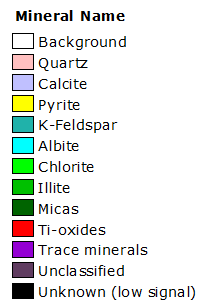 Mineral Name
Background
Quartz
Calcite
Pyrite
K-Feldspar
Albite
Chlorite
Illite
Micas
Ti-oxides
Trace minerals
Unclassified
Unknown (low signal)